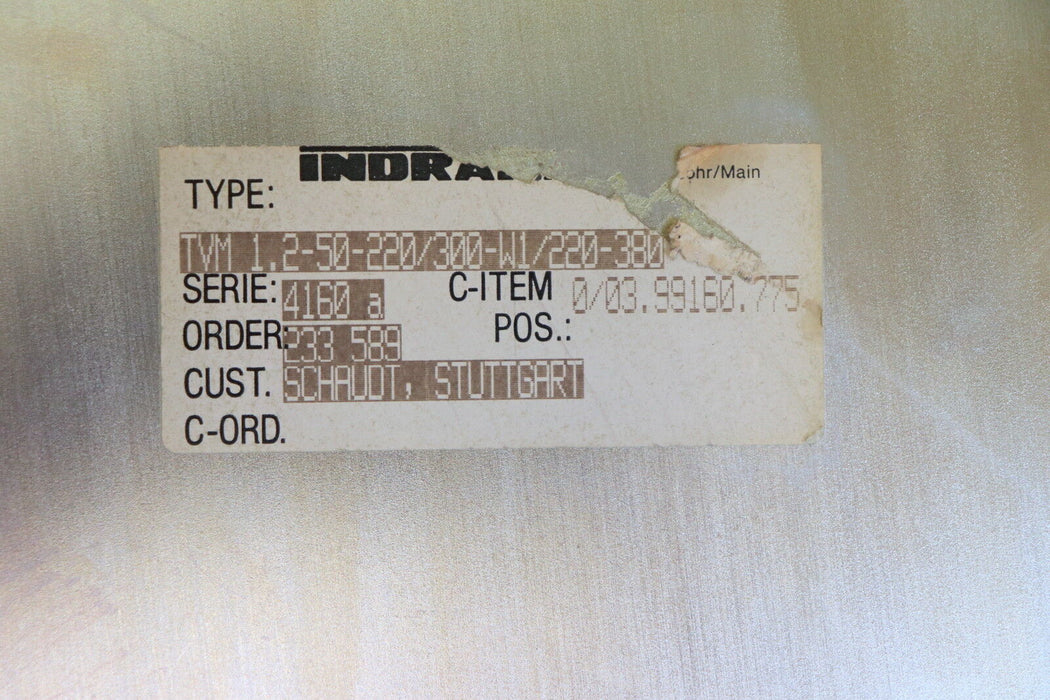 INDRA
ohr/Main
TYPE:
TVM 1.2-50-220/300-W1/220-380
SERIE: 4160 a C-ITEM 0/03.99160.775
ORDER: 233 589 POS.:
CUST. SCHAUDT, STUTTGART
C-ORD.